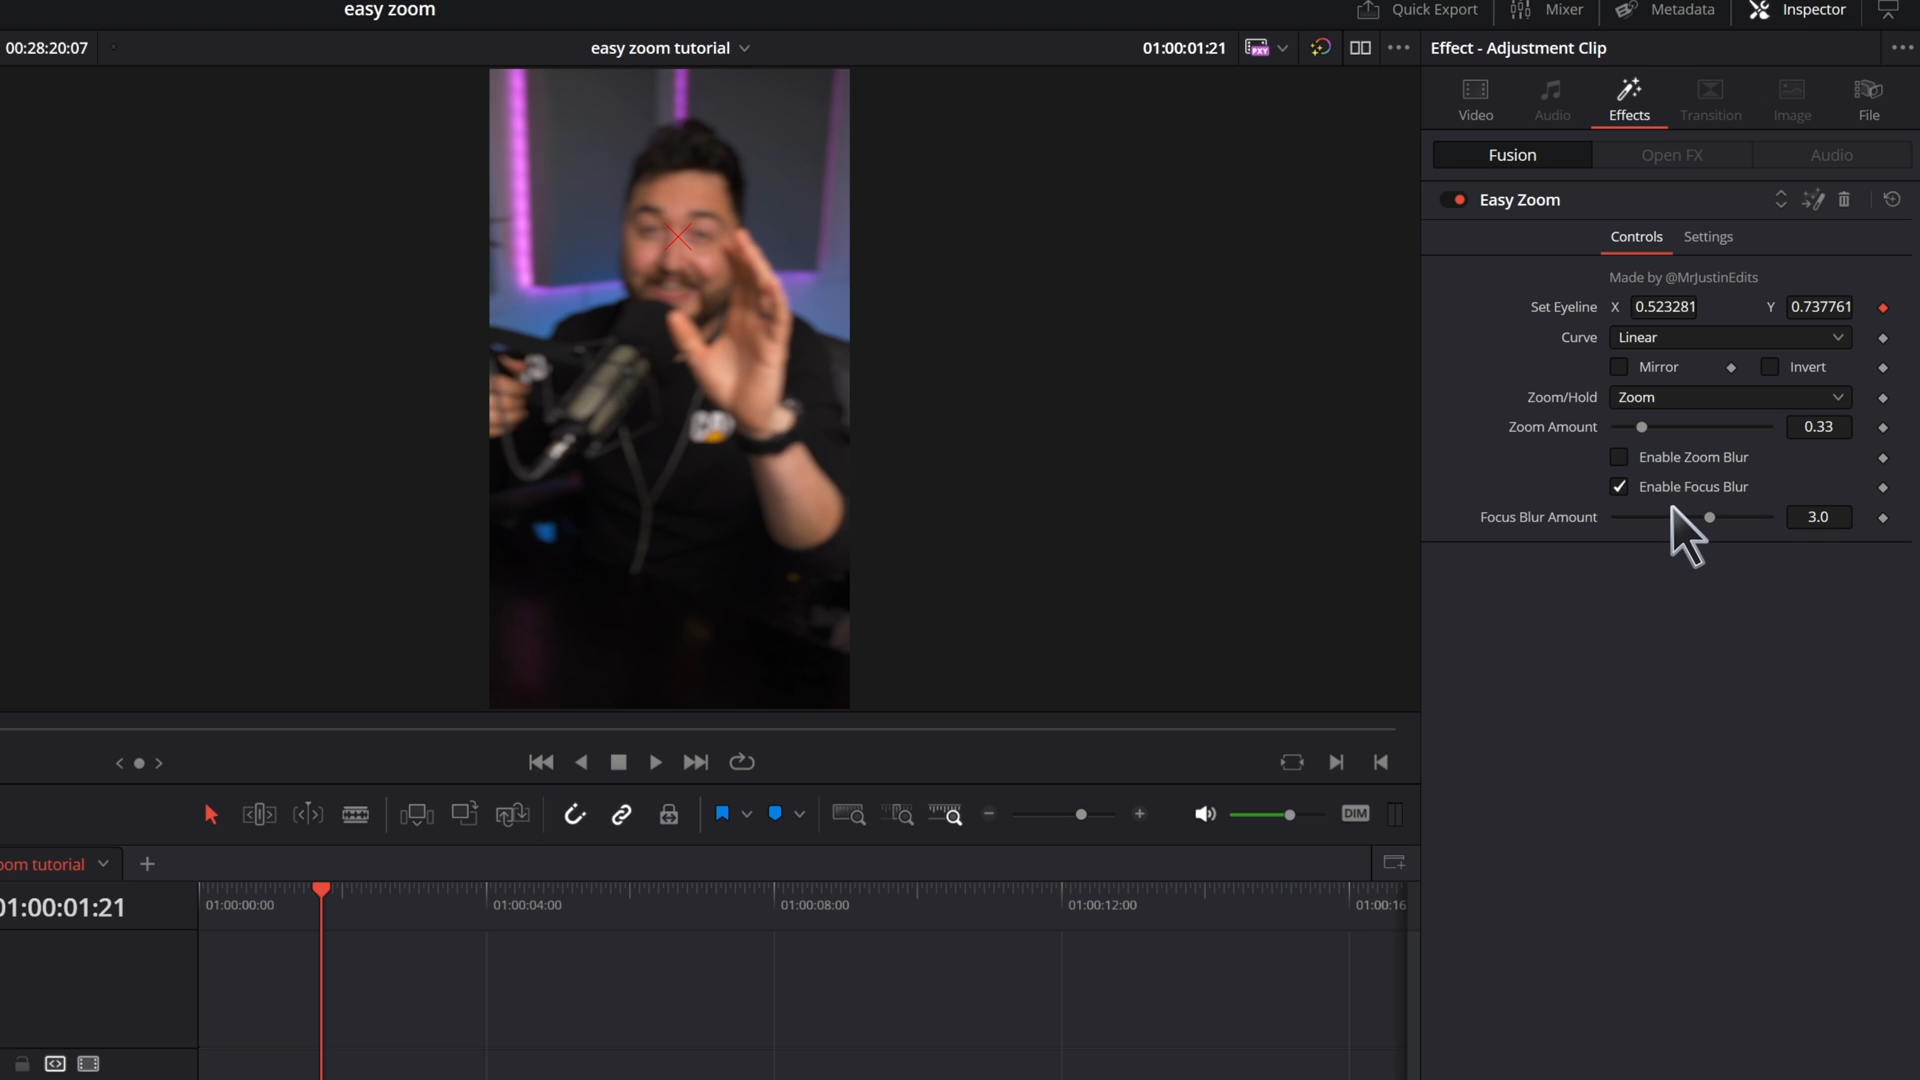 easy zoom
Quick Export
Mixer
Metadata
Inspector
00:28:20:07
easy zoom tutorial
01:00:01:21
PXY
Effect - Adjustment Clip
Video
Audio
Effects
Transition
Image
File
Fusion
Open FX
Audio
Easy Zoom
Controls
Settings
Made by @MrJustinEdits
Set Eyeline X 0.523281 Y 0.737761
Curve Linear
Mirror
Invert
Zoom/Hold Zoom
Zoom Amount 0.33
Enable Zoom Blur
Enable Focus Blur
Focus Blur Amount 3.0
DIM
oom tutorial
01:00:01:21
01:00:00:00
01:00:04:00
01:00:08:00
01:00:12:00
01:00:16